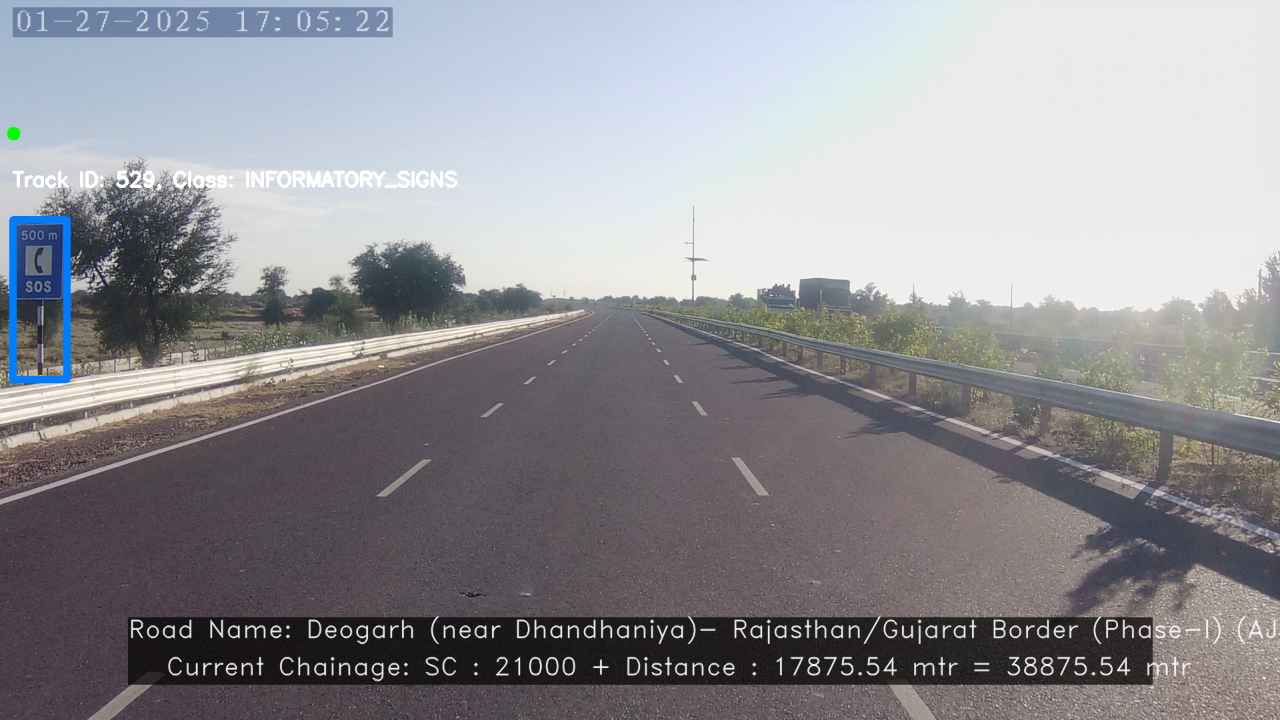 01-27-2025 17:05:22
Track ID: 529, Class: INFORMATORY_SIGNS
500 m
SOS
Road Name: Deogarh (near Dhandhaniya)- Rajasthan/Gujarat Border (Phase-I) (AJ
Current Chainage: SC : 21000 + Distance : 17875.54 mtr = 38875.54 mtr